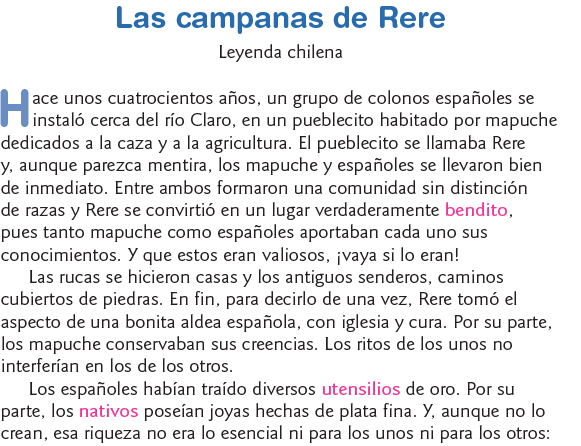 Las campanas de Rere
Leyenda chilena
Hace unos cuatrocientos años, un grupo de colonos españoles se
instaló cerca del río Claro, en un pueblecito habitado por mapuche
dedicados a la caza y a la agricultura. El pueblecito se llamaba Rere
y, aunque parezca mentira, los mapuche y españoles se llevaron bien
de inmediato. Entre ambos formaron una comunidad sin distinción
de razas y Rere se convirtió en un lugar verdaderamente bendito,
pues tanto mapuche como españoles aportaban cada uno sus
conocimientos. Y que estos eran valiosos, ¡vaya si lo eran!
Las rucas se hicieron casas y los antiguos senderos, caminos
cubiertos de piedras. En fin, para decirlo de una vez, Rere tomó el
aspecto de una bonita aldea española, con iglesia y cura. Por su parte,
los mapuche conservaban sus creencias. Los ritos de los unos no
interferían en los de los otros.
Los españoles habían traído diversos utensilios de oro. Por su
parte, los nativos poseían joyas hechas de plata fina. Y, aunque no lo
crean, esa riqueza no era lo esencial ni para los unos ni para los otros: